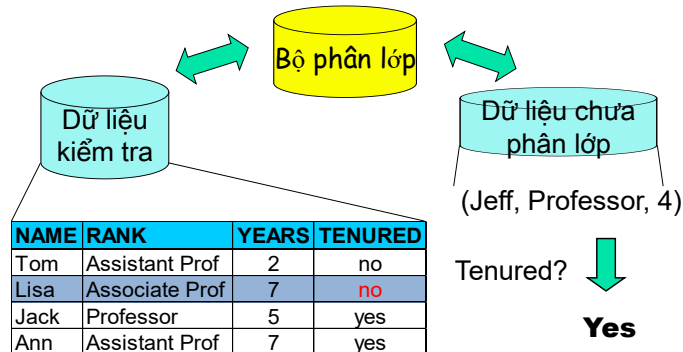 Bộ phân lớp
Dữ liệu
kiểm tra
Dữ liệu chưa
phân lớp
(Jeff, Professor, 4)
NAME RANK YEARS TENURED
Tom Assistant Prof 2 no
Lisa Associate Prof 7 no
Jack Professor 5 yes
Ann Assistant Prof 7 yes
Tenured?
Yes